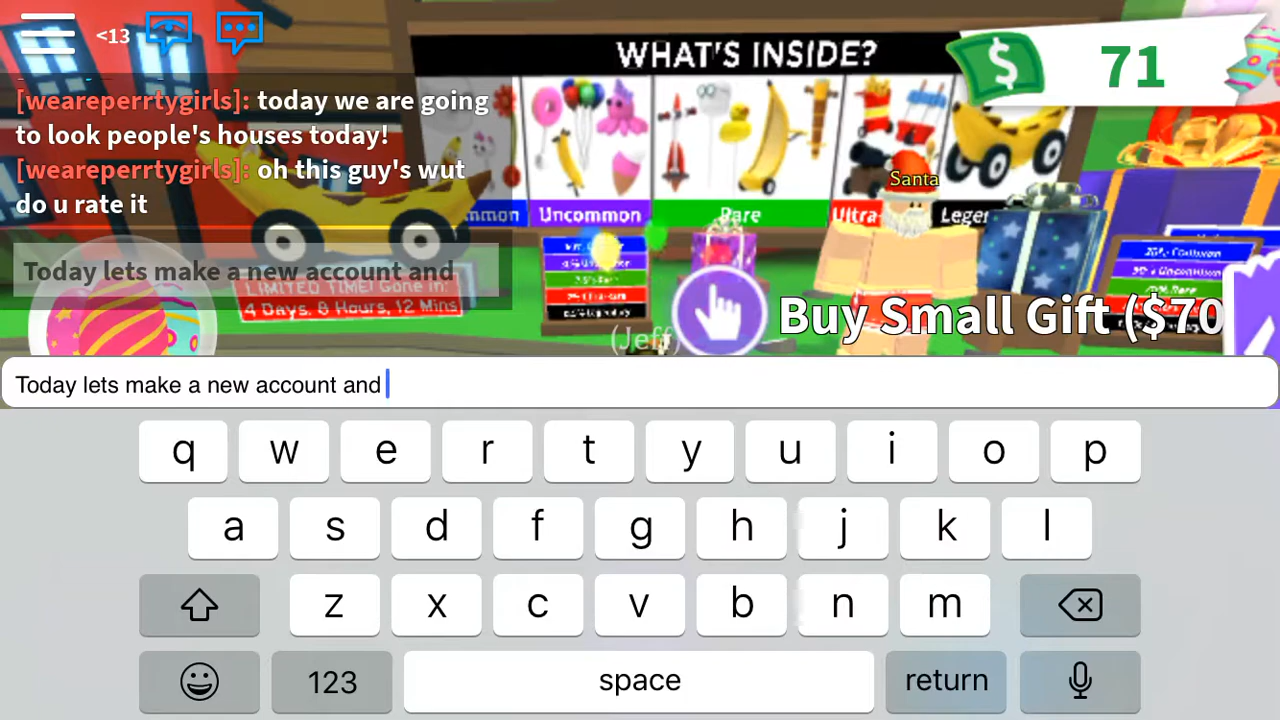 <13
WHAT'S INSIDE?
71
[weareperrtygirls]: today we are going
to look people's houses today!
[weareperrtygirls]: oh this guy's wut
do u rate it
Today lets make a new account and
Uncommon
Rare
Ultra-
Legen
Santa
LIMITED TIME! Gone in:
4 Days, 8 Hours, 12 Mins
(Jeff)
Buy Small Gift ($70
Today lets make a new account and
q w e r t y u i o p
a s d f g h j k l
z x c v b n m
123 space return